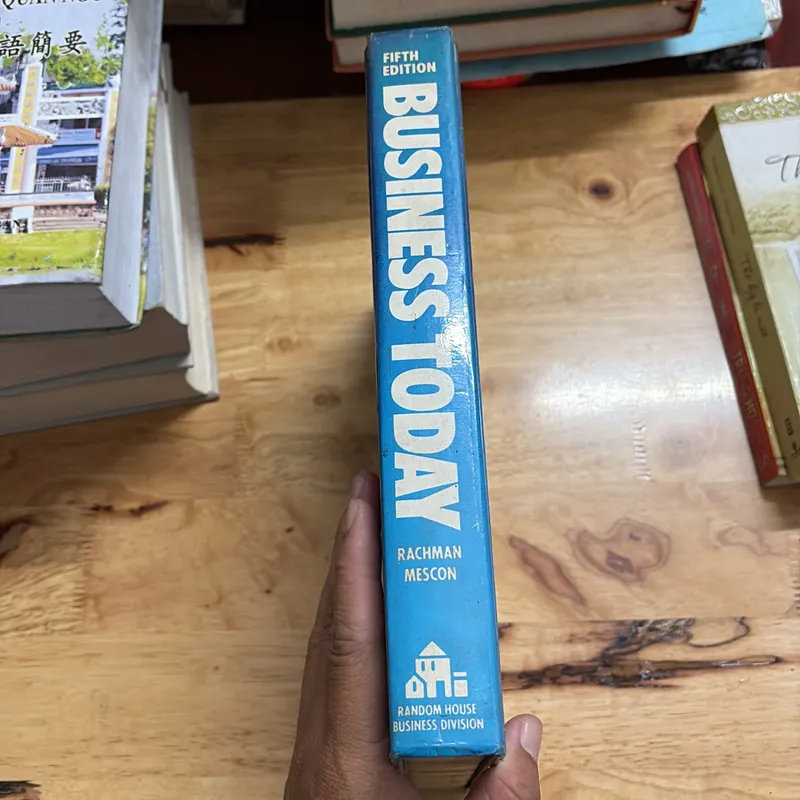 語簡要
FIFTH
EDITION
BUSINESS TODAY
RACHMAN
MESCON
RANDOM HOUSE
BUSINESS DIVISION